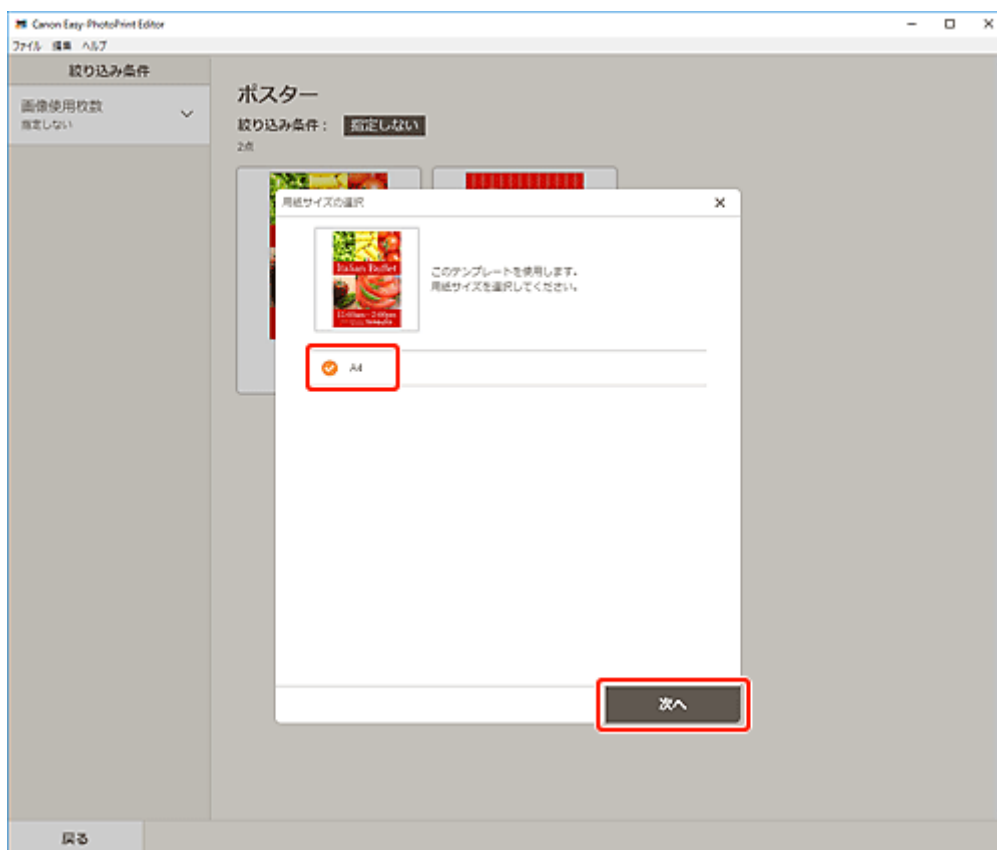 Canon Easy-PhotoPrint Editor
ファイル 編集 ヘルプ
絞り込み条件
画像使用枚数
指定しない
ポスター
絞り込み条件： 指定しない
2点
用紙サイズの選択
Italian Buffet
このテンプレートを使用します。
用紙サイズを選択してください。
A4
次へ
戻る